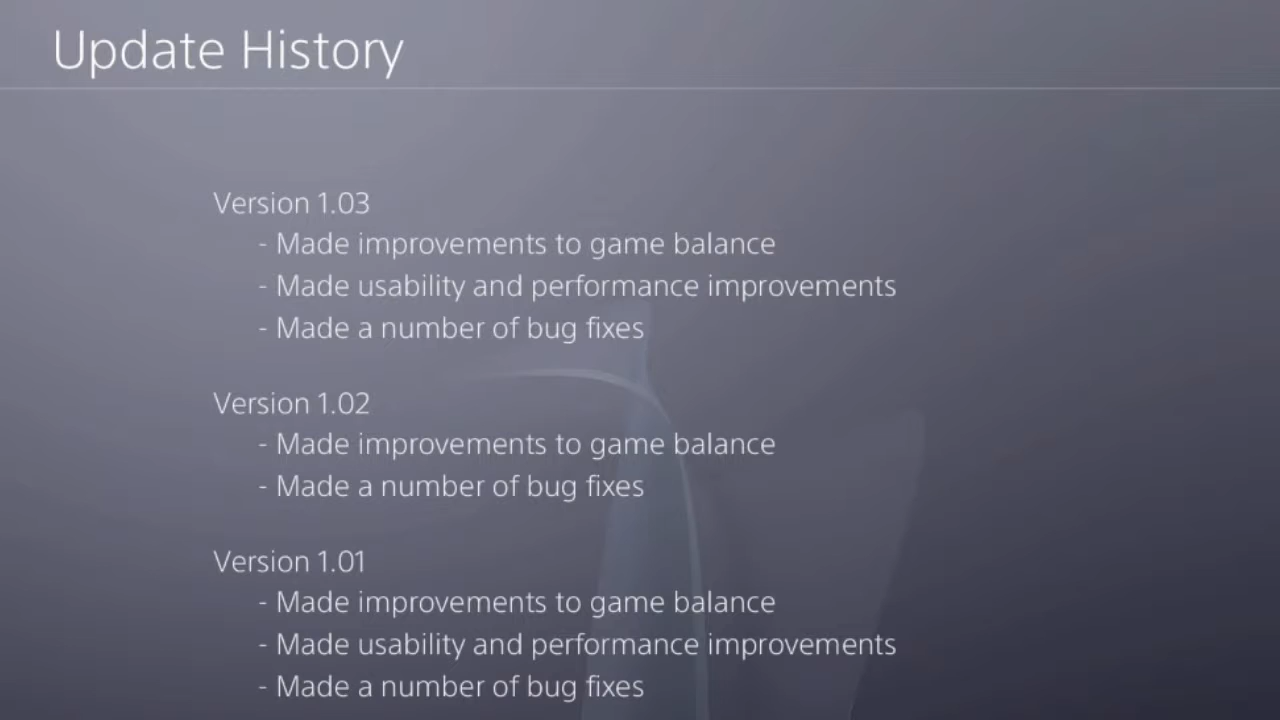 Update History
Version 1.03
- Made improvements to game balance
- Made usability and performance improvements
- Made a number of bug fixes
Version 1.02
- Made improvements to game balance
- Made a number of bug fixes
Version 1.01
- Made improvements to game balance
- Made usability and performance improvements
- Made a number of bug fixes